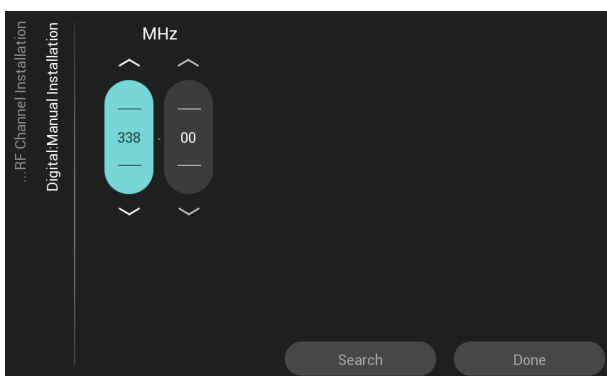 ...RF Channel Installation
Digital:Manual Installation
MHz
338 . 00
Search
Done